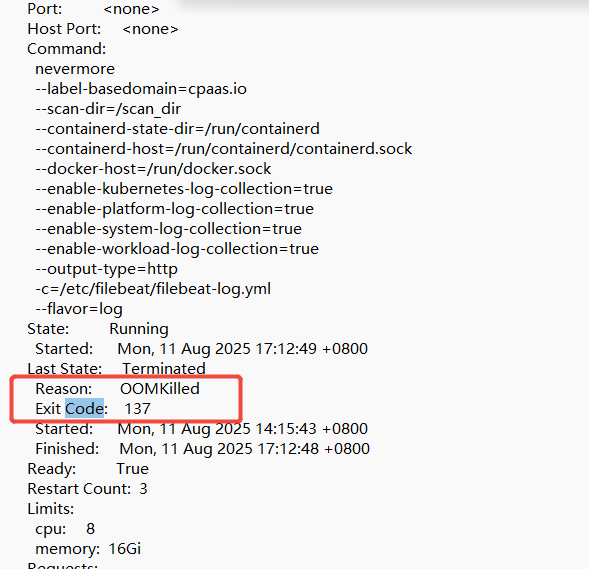 Port: <none>
Host Port: <none>
Command:
nevermore
--label-basedomain=cpaas.io
--scan-dir=/scan_dir
--containerd-state-dir=/run/containerd
--containerd-host=/run/containerd/containerd.sock
--docker-host=/run/docker.sock
--enable-kubernetes-log-collection=true
--enable-platform-log-collection=true
--enable-system-log-collection=true
--enable-workload-log-collection=true
--output-type=http
-c=/etc/filebeat/filebeat-log.yml
--flavor=log
State: Running
Started: Mon, 11 Aug 2025 17:12:49 +0800
Last State: Terminated
Reason: OOMKilled
Exit Code: 137
Started: Mon, 11 Aug 2025 14:15:43 +0800
Finished: Mon, 11 Aug 2025 17:12:48 +0800
Ready: True
Restart Count: 3
Limits:
cpu: 8
memory: 16Gi
Requests: